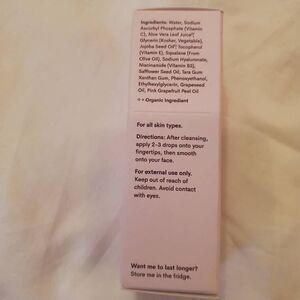 Ingredients: Water, Sodium
Ascorbyl Phosphate (Vitamin
C), Aloe Vera Leaf Juice°,
Glycerin (Kosher, Vegetable),
Jojoba Seed Oil°, Tocopherol
(Vitamin E), Squalane (From
Olive Oil), Sodium Hyaluronate,
Niacinamide (Vitamin B3),
Safflower Seed Oil, Tara Gum
Xanthan Gum, Phenoxyethanol,
Ethylhexylglycerin, Grapeseed
Oil, Pink Grapefruit Peel Oil
Organic Ingredient
For all skin types.
Directions: After cleansing,
apply 2-3 drops onto your
fingertips, then smooth
onto your face.
For external use only.
Keep out of reach of
children. Avoid contact
with eyes.
Want me to last longer?
Store me in the fridge.